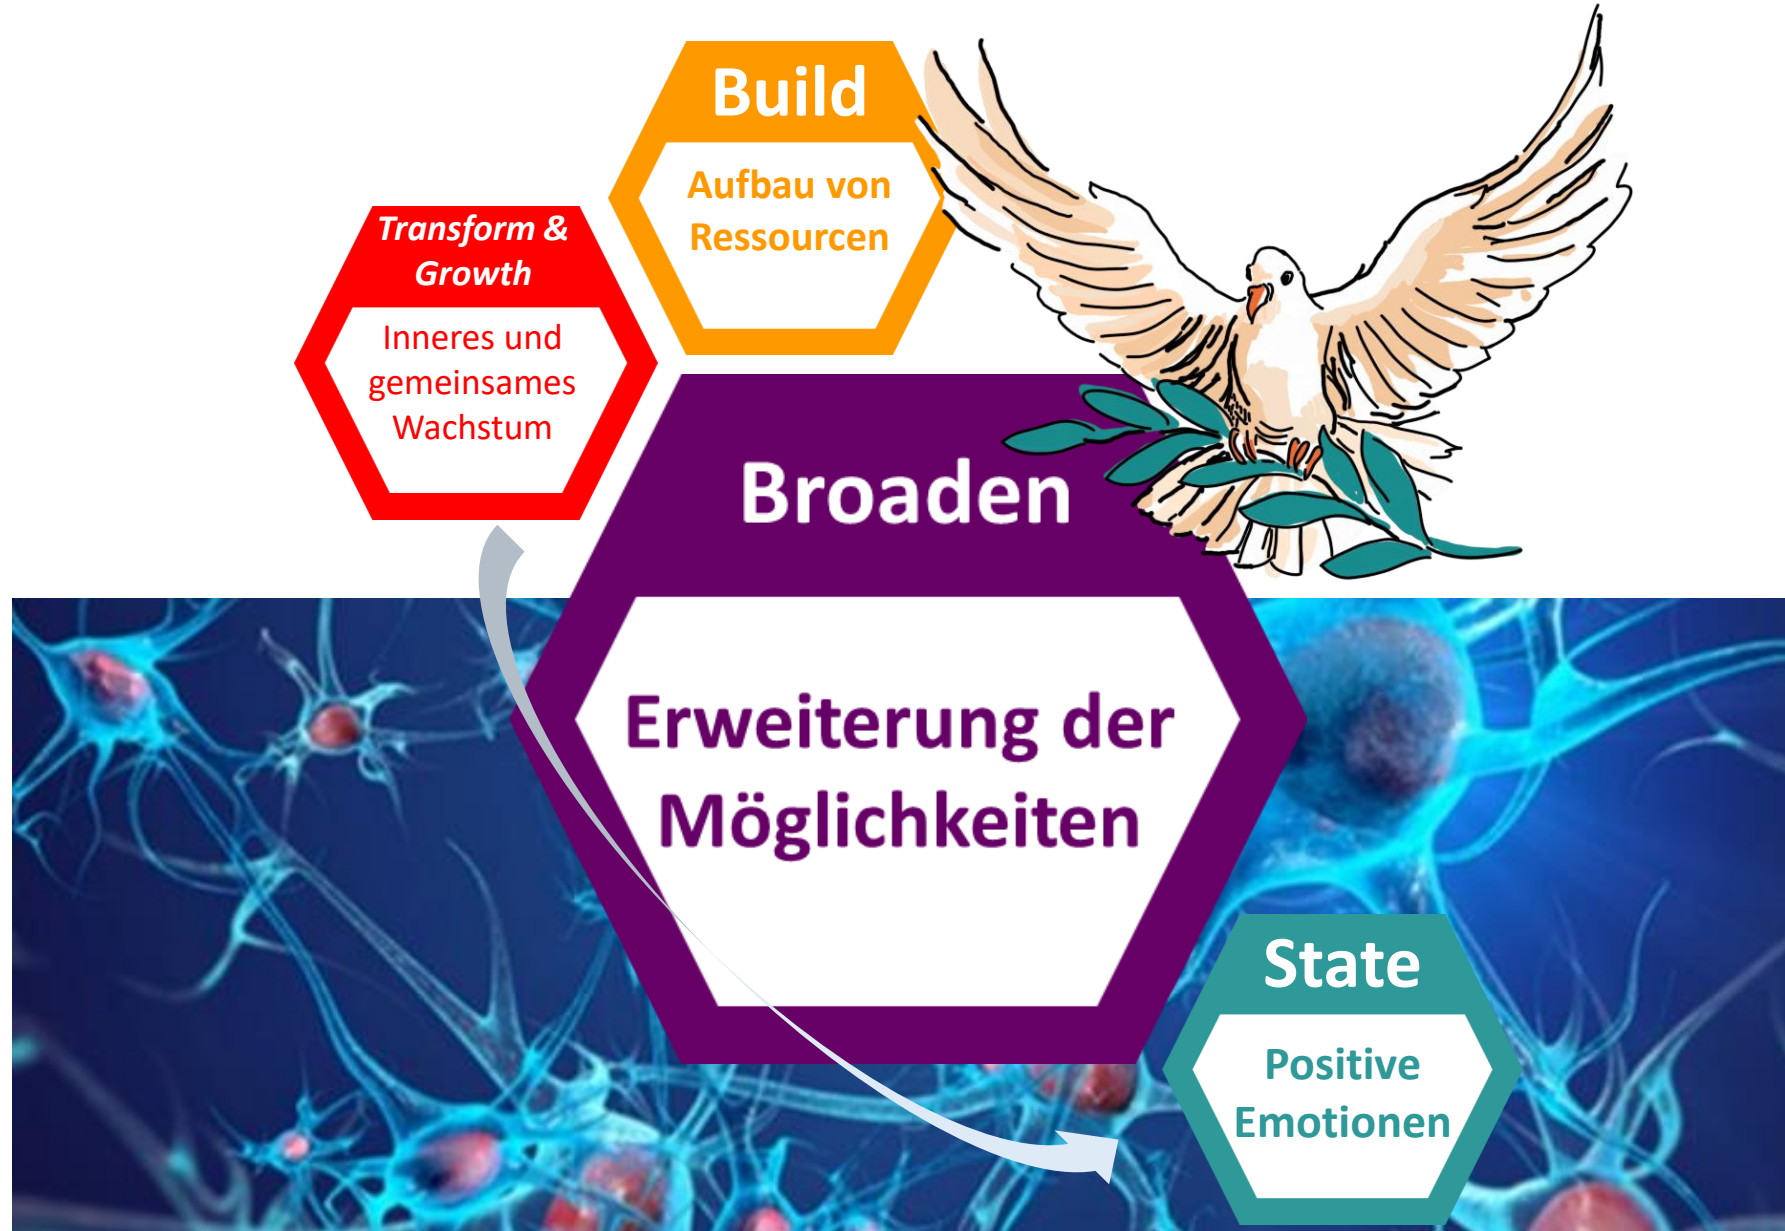 Build
Aufbau von
Ressourcen
Transform &
Growth
Inneres und
gemeinsames
Wachstum
Broaden
Erweiterung der
Möglichkeiten
State
Positive
Emotionen